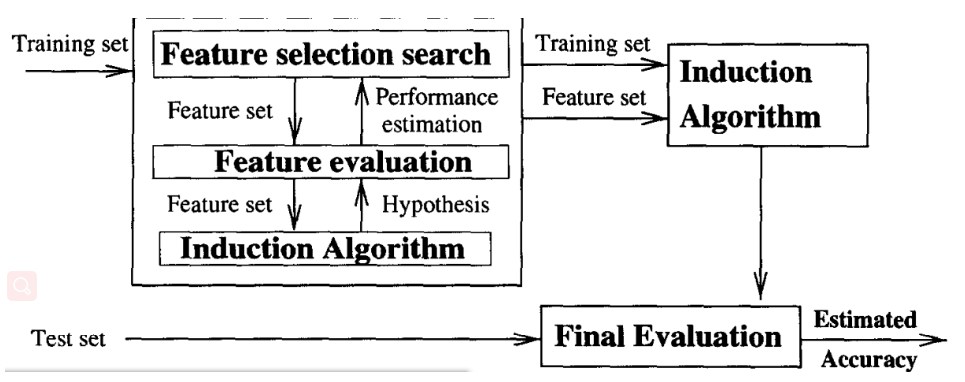 Training set
Feature selection search
Feature set
Performance
estimation
Feature evaluation
Feature set
Hypothesis
Induction Algorithm
Training set
Feature set
Induction
Algorithm
Test set
Final Evaluation
Estimated
Accuracy